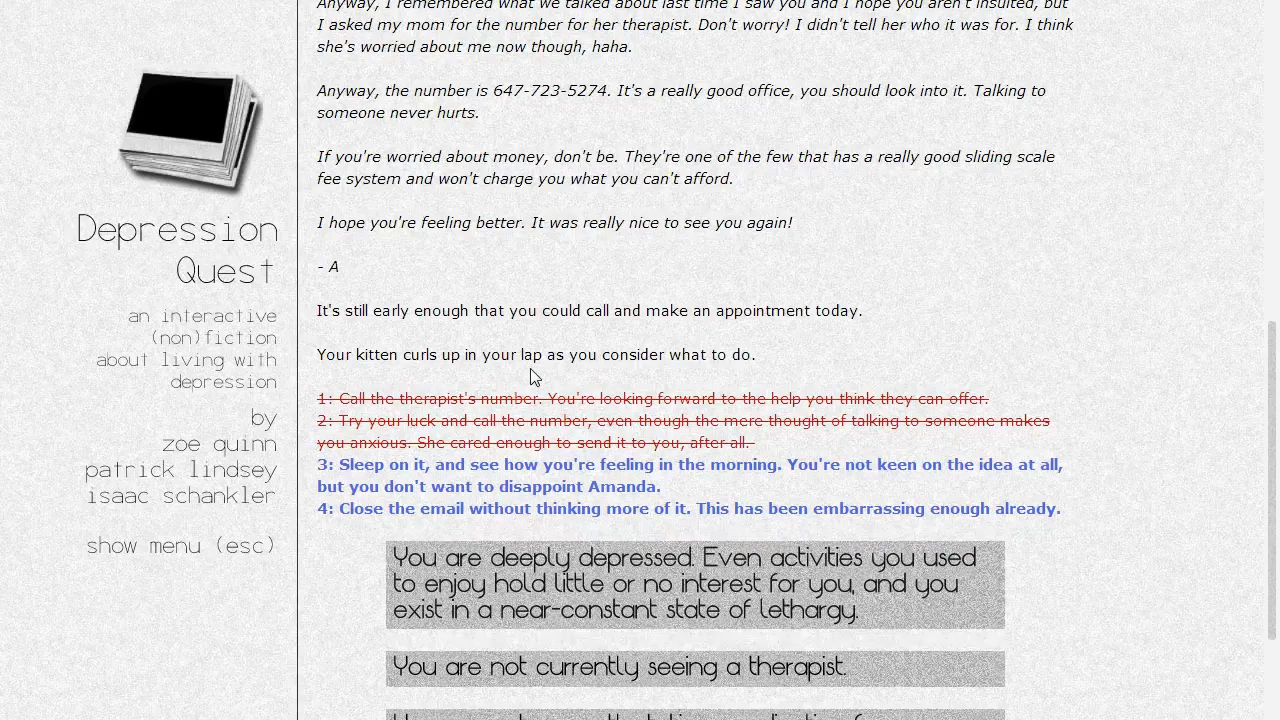 Anyway, I remembered what we talked about last time I saw you and I hope you aren't insulted, but
I asked my mom for the number for her therapist. Don't worry! I didn't tell her who it was for. I think
she's worried about me now though, haha.
Anyway, the number is 647-723-5274. It's a really good office, you should look into it. Talking to
someone never hurts.
If you're worried about money, don't be. They're one of the few that has a really good sliding scale
fee system and won't charge you what you can't afford.
I hope you're feeling better. It was really nice to see you again!
- A
It's still early enough that you could call and make an appointment today.
Your kitten curls up in your lap as you consider what to do.
1: Call the therapist's number. You're looking forward to the help you think they can offer.
2: Try your luck and call the number, even though the mere thought of talking to someone makes
you anxious. She cared enough to send it to you, after all.
3: Sleep on it, and see how you're feeling in the morning. You're not keen on the idea at all,
but you don't want to disappoint Amanda.
4: Close the email without thinking more of it. This has been embarrassing enough already.
You are deeply depressed. Even activities you used
to enjoy hold little or no interest for you, and you
exist in a near-constant state of lethargy.
You are not currently seeing a therapist.
Depression
Quest
an interactive
(non)fiction
about living with
depression
by
zoe quinn
patrick lindsey
isaac schankler
show menu (esc)